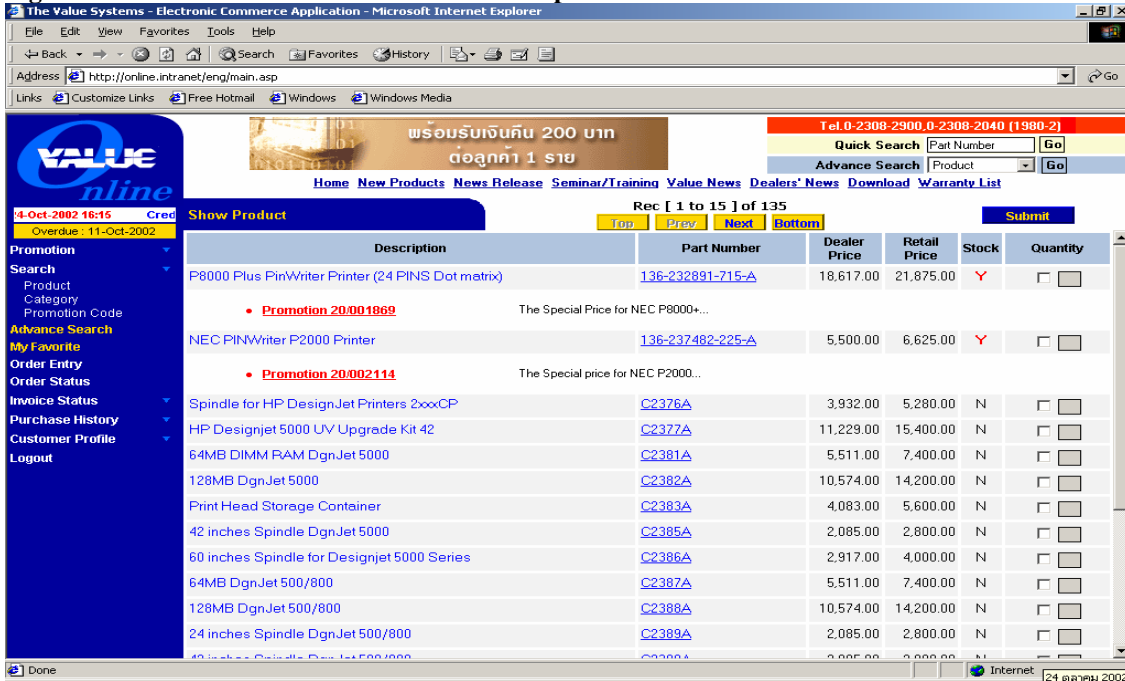 The Value Systems - Electronic Commerce Application - Microsoft Internet Explorer
File Edit View Favorites Tools Help
Back Search Favorites History
Address http://online.intranet/eng/main.asp Go
Links Customize Links Free Hotmail Windows Windows Media
VALUE
nline
พร้อมรับเงินคืน 200 บาท
ต่อลูกค้า 1 ราย
Tel.0-2308-2900,0-2308-2040 (1980-2)
Quick Search Part Number Go
Advance Search Product Go
Home New Products News Release Seminar/Training Value News Dealers' News Download Warranty List
4-Oct-2002 16:15 Cred
Overdue : 11-Oct-2002
Promotion
Search
Product
Category
Promotion Code
Advance Search
My Favorite
Order Entry
Order Status
Invoice Status
Purchase History
Customer Profile
Logout
Show Product
Rec [ 1 to 15 ] of 135
Top Prev Next Bottom
Submit
Description Part Number Dealer Price Retail Price Stock Quantity
P8000 Plus PinWriter Printer (24 PINS Dot matrix) 136-232891-715-A 18,617.00 21,875.00 Y
Promotion 20/001869 The Special Price for NEC P8000+...
NEC PINWriter P2000 Printer 136-237482-225-A 5,500.00 6,625.00 Y
Promotion 20/002114 The Special price for NEC P2000...
Spindle for HP DesignJet Printers 2xxxCP C2376A 3,932.00 5,280.00 N
HP Designjet 5000 UV Upgrade Kit 42 C2377A 11,229.00 15,400.00 N
64MB DIMM RAM DgnJet 5000 C2381A 5,511.00 7,400.00 N
128MB DgnJet 5000 C2382A 10,574.00 14,200.00 N
Print Head Storage Container C2383A 4,083.00 5,600.00 N
42 inches Spindle DgnJet 5000 C2385A 2,085.00 2,800.00 N
60 inches Spindle for Designjet 5000 Series C2386A 2,917.00 4,000.00 N
64MB DgnJet 500/800 C2387A 5,511.00 7,400.00 N
128MB DgnJet 500/800 C2388A 10,574.00 14,200.00 N
24 inches Spindle DgnJet 500/800 C2389A 2,085.00 2,800.00 N
Done Internet
24 ตุลาคม 2002